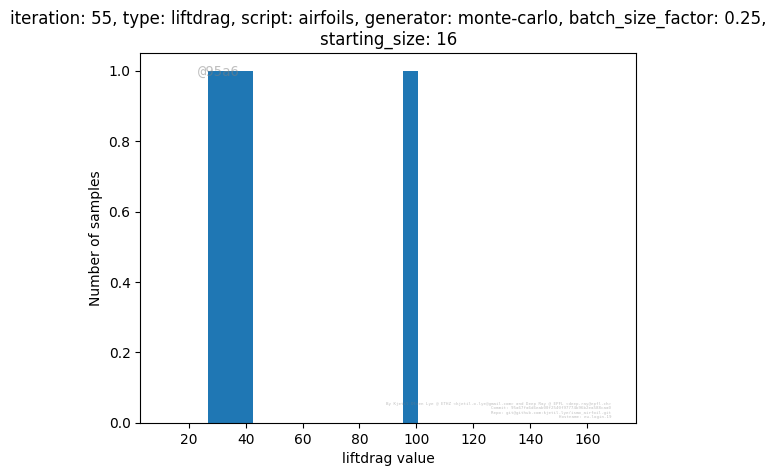 iteration: 55, type: liftdrag, script: airfoils, generator: monte-carlo, batch_size_factor: 0.25,
starting_size: 16
@95a6
1.0
0.8
0.6
0.4
0.2
0.0
Number of samples
20 40 60 80 100 120 140 160
liftdrag value